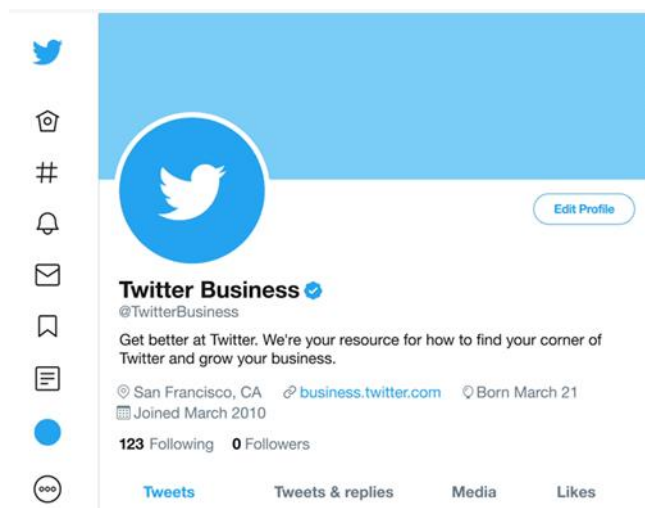 Edit Profile
Twitter Business
@TwitterBusiness
Get better at Twitter. We're your resource for how to find your corner of
Twitter and grow your business.
San Francisco, CA business.twitter.com Born March 21
Joined March 2010
123 Following 0 Followers
Tweets Tweets & replies Media Likes